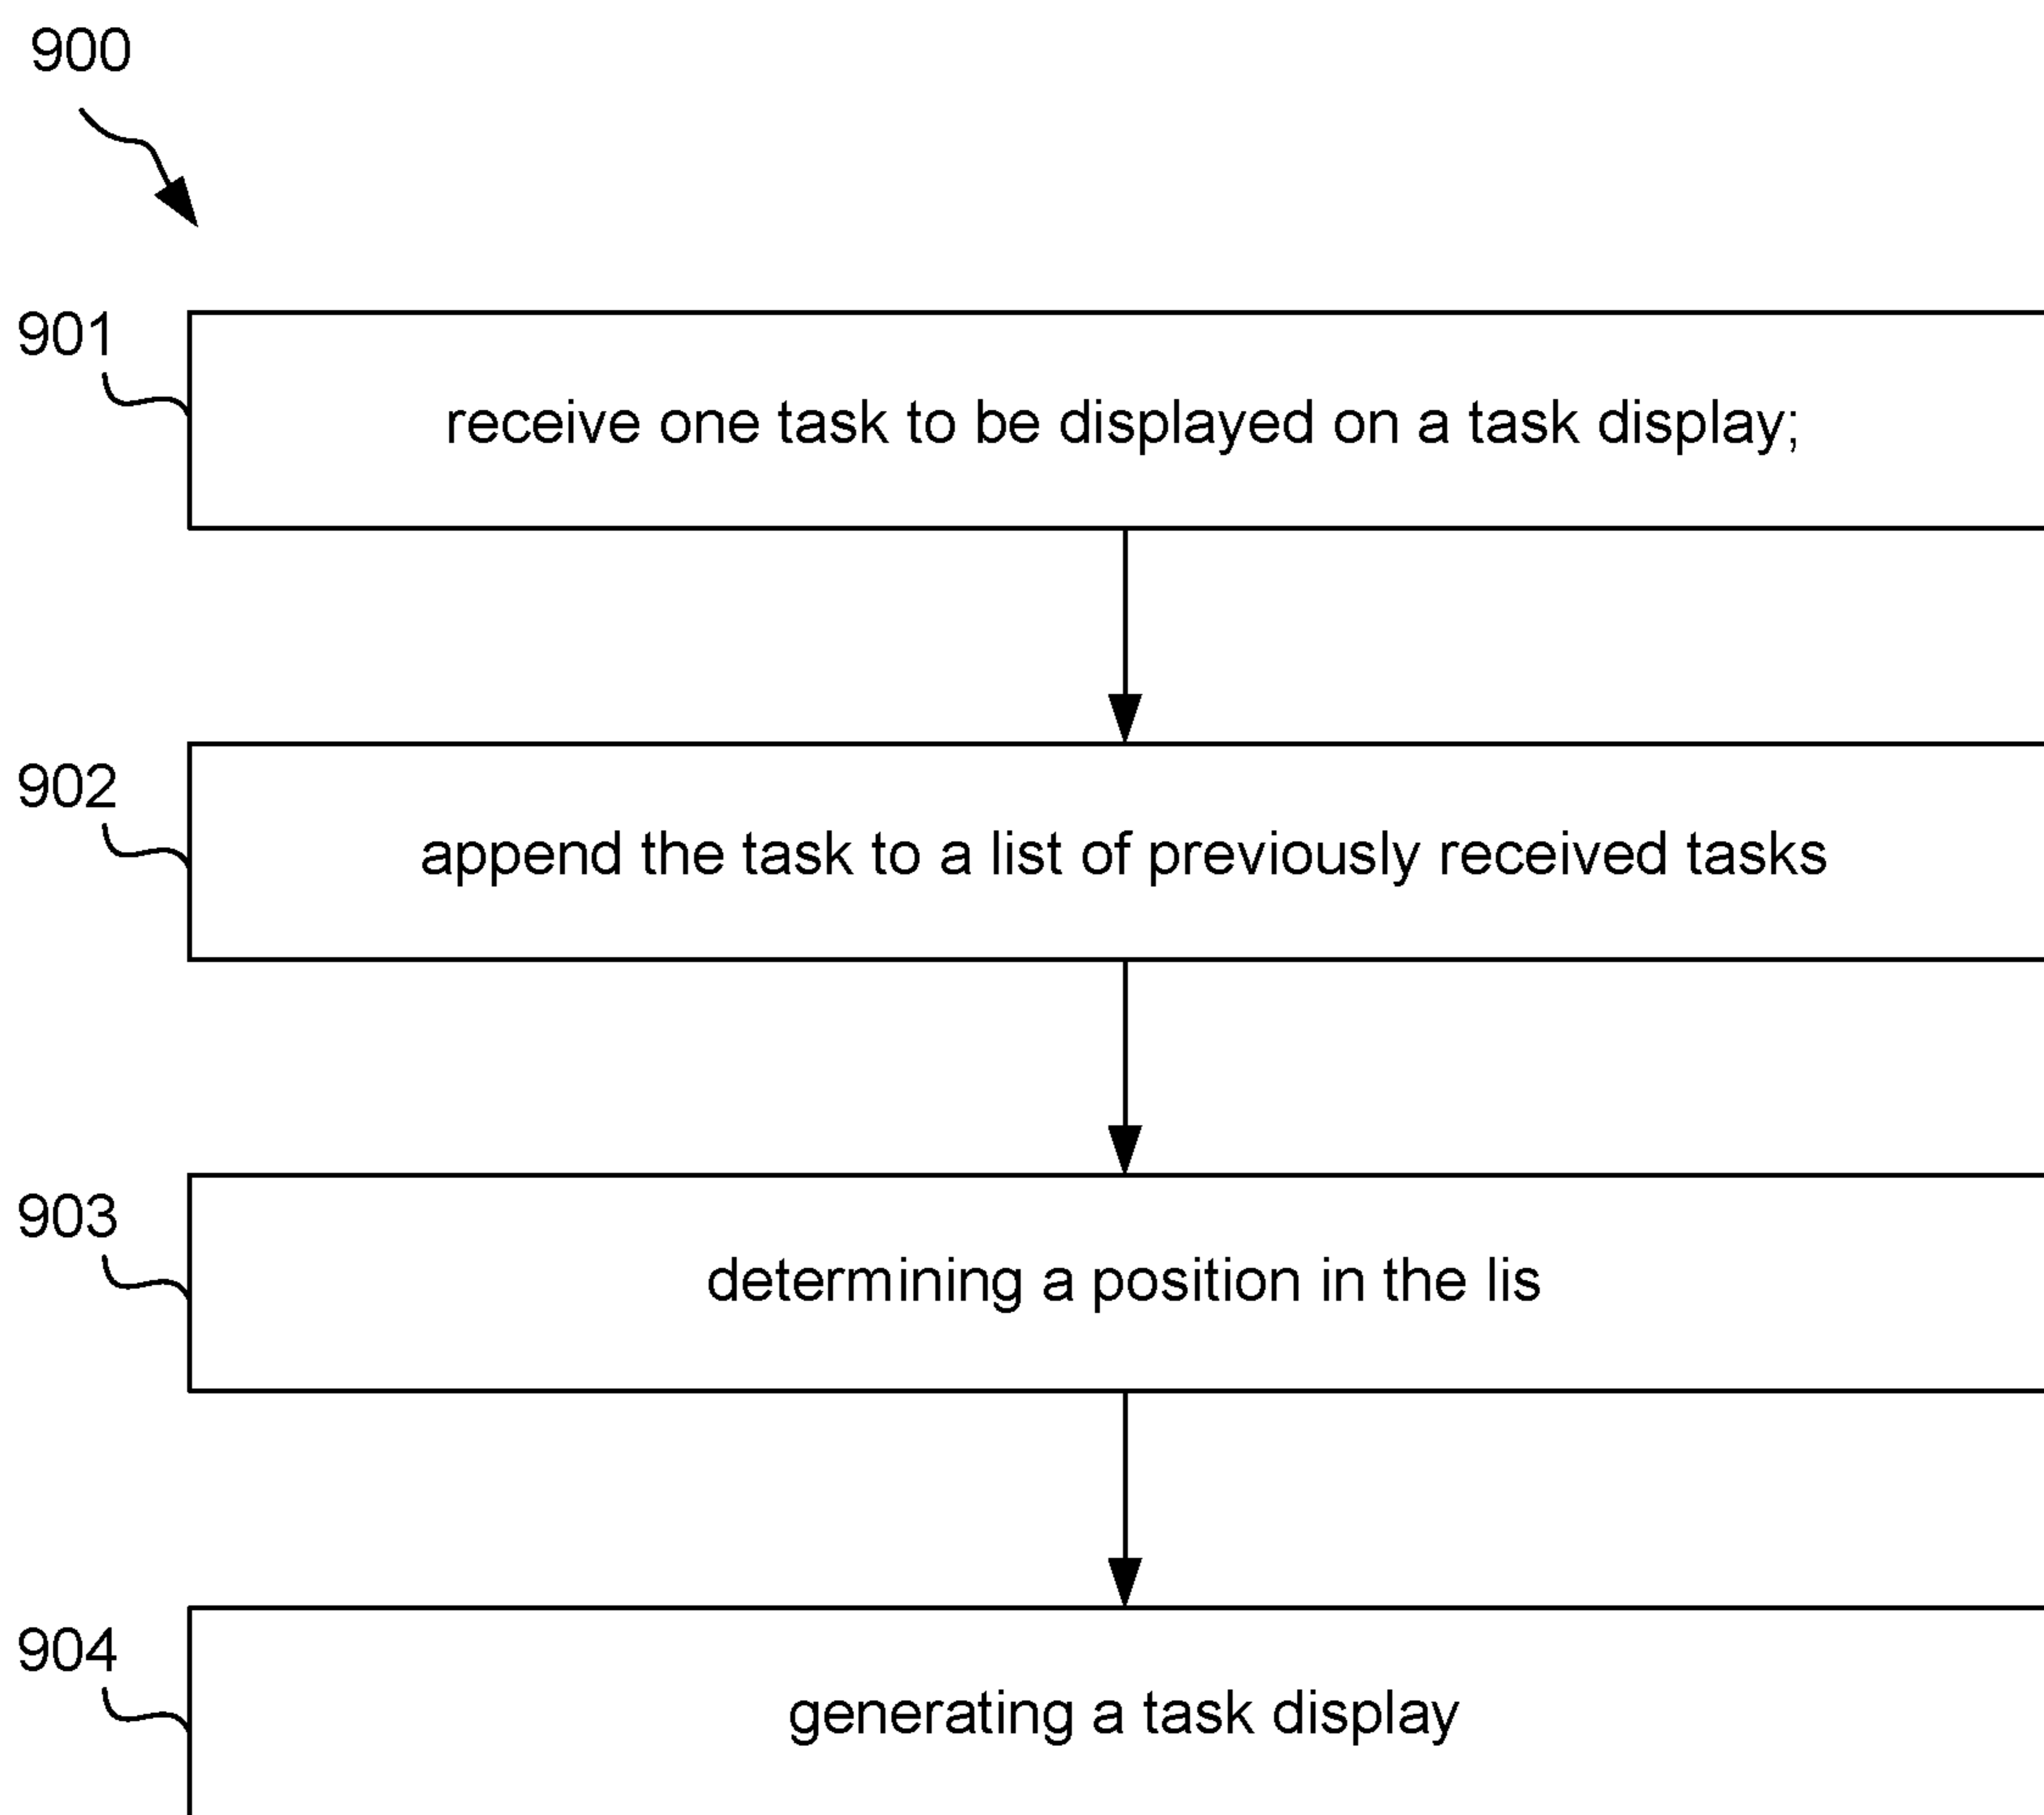 900
901
receive one task to be displayed on a task display;
902
append the task to a list of previously received tasks
903
determining a position in the lis
904
generating a task display